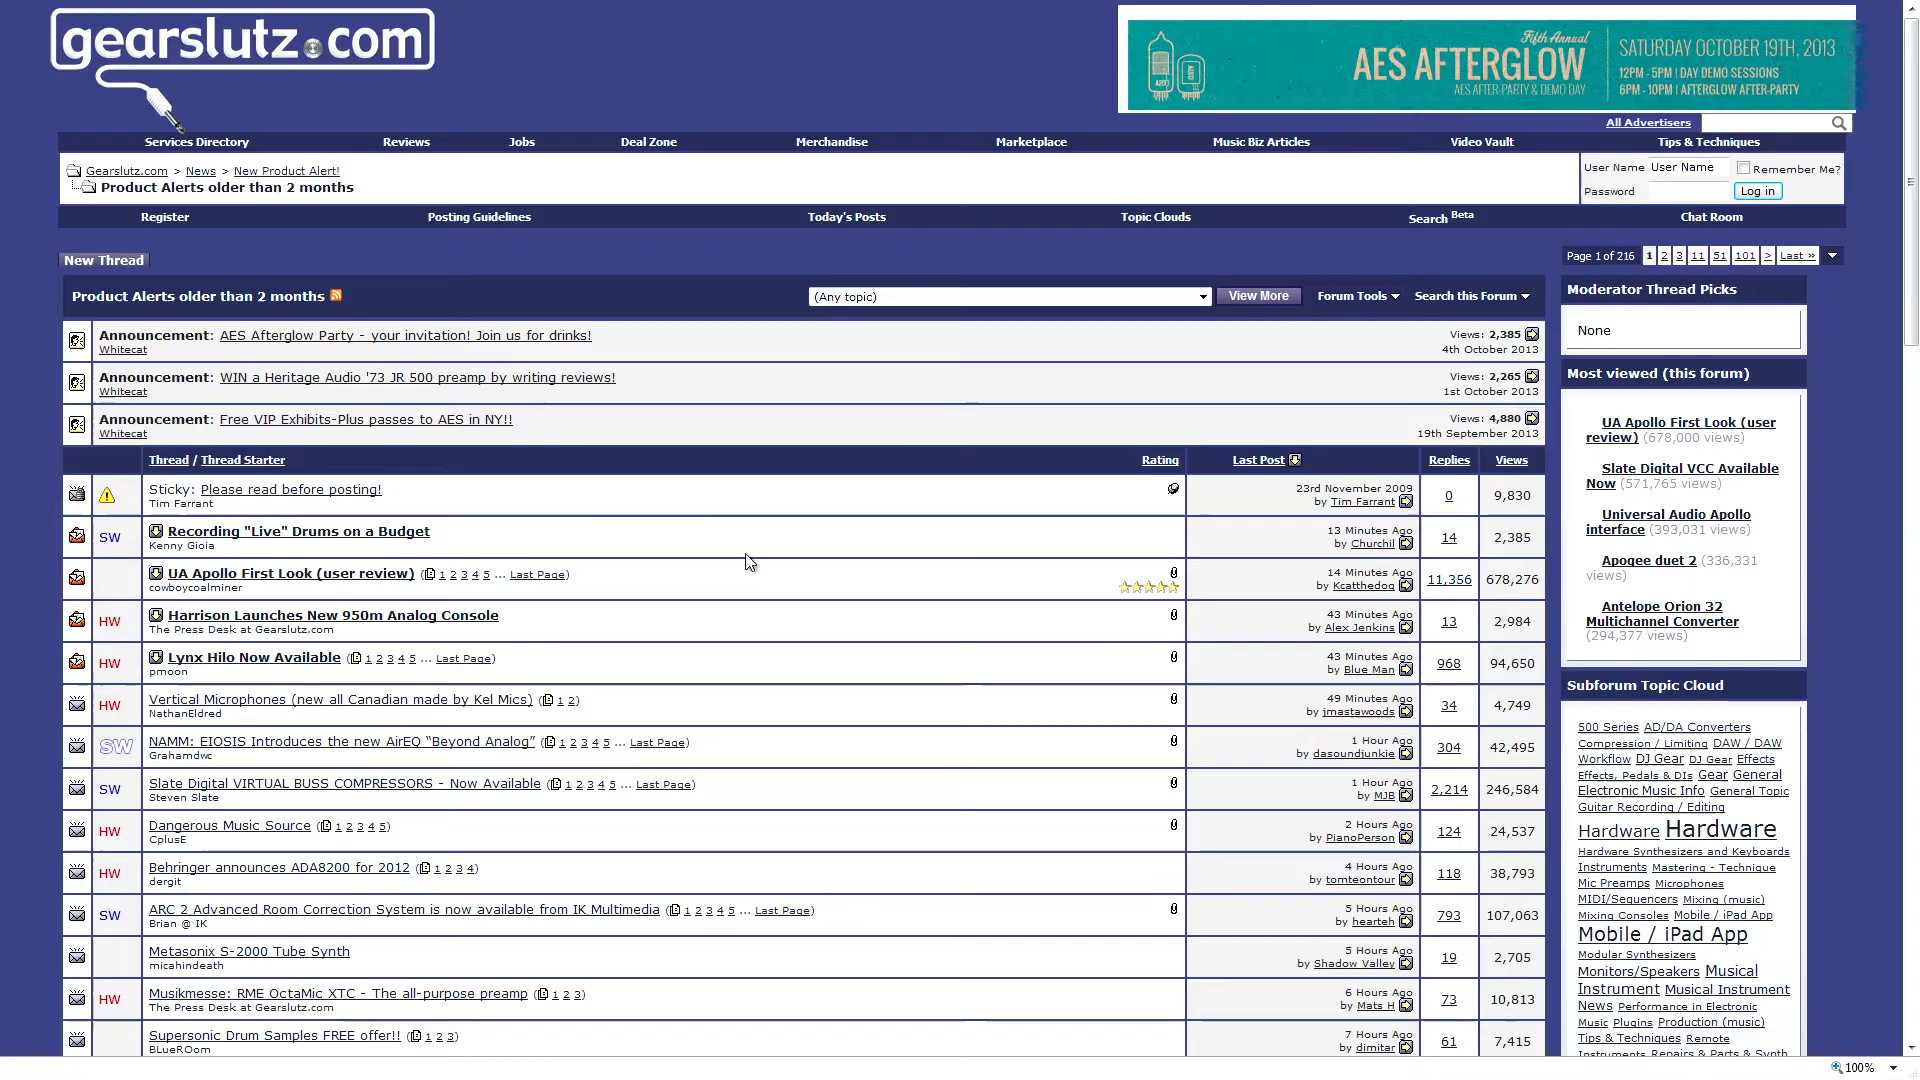 gearslutz.com
Fifth Annual
AES AFTERGLOW
AES AFTER-PARTY & DEMO DAY
SATURDAY OCTOBER 19TH, 2013
12PM - 5PM | DAY DEMO SESSIONS
6PM - 10PM | AFTERGLOW AFTER-PARTY
All Advertisers
Services Directory Reviews Jobs Deal Zone Merchandise Marketplace Music Biz Articles Video Vault Tips & Techniques
Gearslutz.com > News > New Product Alert!
Product Alerts older than 2 months
User Name User Name Remember Me?
Password Log in
Register Posting Guidelines Today's Posts Topic Clouds Search Beta Chat Room
New Thread
Page 1 of 216 1 2 3 11 51 101 > Last »
Product Alerts older than 2 months (Any topic) View More Forum Tools Search this Forum
Announcement: AES Afterglow Party - your invitation! Join us for drinks! Views: 2,385
Whitecat 4th October 2013
Announcement: WIN a Heritage Audio '73 JR 500 preamp by writing reviews! Views: 2,265
Whitecat 1st October 2013
Announcement: Free VIP Exhibits-Plus passes to AES in NY!! Views: 4,880
Whitecat 19th September 2013
Thread / Thread Starter Rating Last Post Replies Views
Sticky: Please read before posting! 23rd November 2009 0 9,830
Tim Farrant by Tim Farrant
SW Recording "Live" Drums on a Budget 13 Minutes Ago 14 2,385
Kenny Gioia by Churchil
UA Apollo First Look (user review) ( 1 2 3 4 5 ... Last Page) 14 Minutes Ago 11,356 678,276
cowboycoalminer by Kcatthedog
HW Harrison Launches New 950m Analog Console 43 Minutes Ago 13 2,984
The Press Desk at Gearslutz.com by Alex Jenkins
HW Lynx Hilo Now Available ( 1 2 3 4 5 ... Last Page) 43 Minutes Ago 968 94,650
pmoon by Blue Man
HW Vertical Microphones (new all Canadian made by Kel Mics) ( 1 2) 49 Minutes Ago 34 4,749
NathanEldred by jmastawoods
SW NAMM: EIOSIS Introduces the new AirEQ “Beyond Analog” ( 1 2 3 4 5 ... Last Page) 1 Hour Ago 304 42,495
Grahamdwc by dasoundjunkie
SW Slate Digital VIRTUAL BUSS COMPRESSORS - Now Available ( 1 2 3 4 5 ... Last Page) 1 Hour Ago 2,214 246,584
Steven Slate by MJB
HW Dangerous Music Source ( 1 2 3 4 5) 2 Hours Ago 124 24,537
CplusE by PianoPerson
HW Behringer announces ADA8200 for 2012 ( 1 2 3 4) 4 Hours Ago 118 38,793
dergit by tomteontour
SW ARC 2 Advanced Room Correction System is now available from IK Multimedia ( 1 2 3 4 5 ... Last Page) 5 Hours Ago 793 107,063
Brian @ IK by hearteh
Metasonix S-2000 Tube Synth 5 Hours Ago 19 2,705
micahindeath by Shadow Valley
HW Musikmesse: RME OctaMic XTC - The all-purpose preamp ( 1 2 3) 6 Hours Ago 73 10,813
The Press Desk at Gearslutz.com by Mats H
Supersonic Drum Samples FREE offer!! ( 1 2 3) 7 Hours Ago 61 7,415
BLueROom by dimitar
Moderator Thread Picks
None
Most viewed (this forum)
UA Apollo First Look (user
review) (678,000 views)
Slate Digital VCC Available
Now (571,765 views)
Universal Audio Apollo
interface (393,031 views)
Apogee duet 2 (336,331
views)
Antelope Orion 32
Multichannel Converter
(294,377 views)
Subforum Topic Cloud
500 Series AD/DA Converters
Compression / Limiting DAW / DAW
Workflow DJ Gear DJ Gear Effects
Effects, Pedals & DIs Gear General
Electronic Music Info General Topic
Guitar Recording / Editing
Hardware Hardware
Hardware Synthesizers and Keyboards
Instruments Mastering - Technique
Mic Preamps Microphones
MIDI/Sequencers Mixing (music)
Mixing Consoles Mobile / iPad App
Mobile / iPad App
Modular Synthesizers
Monitors/Speakers Musical
Instrument Musical Instrument
News Performance in Electronic
Music Plugins Production (music)
Tips & Techniques Remote
Instruments Repairs & Parts & Synth
100%